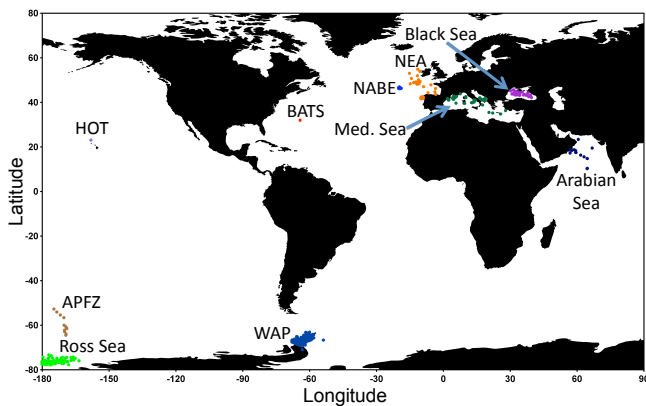 80
60
40
20
0
-20
-40
-60
-80
Latitude
Black Sea
NEA
NABE
BATS
HOT
Med. Sea
Arabian
Sea
APFZ
Ross Sea
WAP
-180
-150
-120
-90
-60
-30
0
30
60
90
Longitude